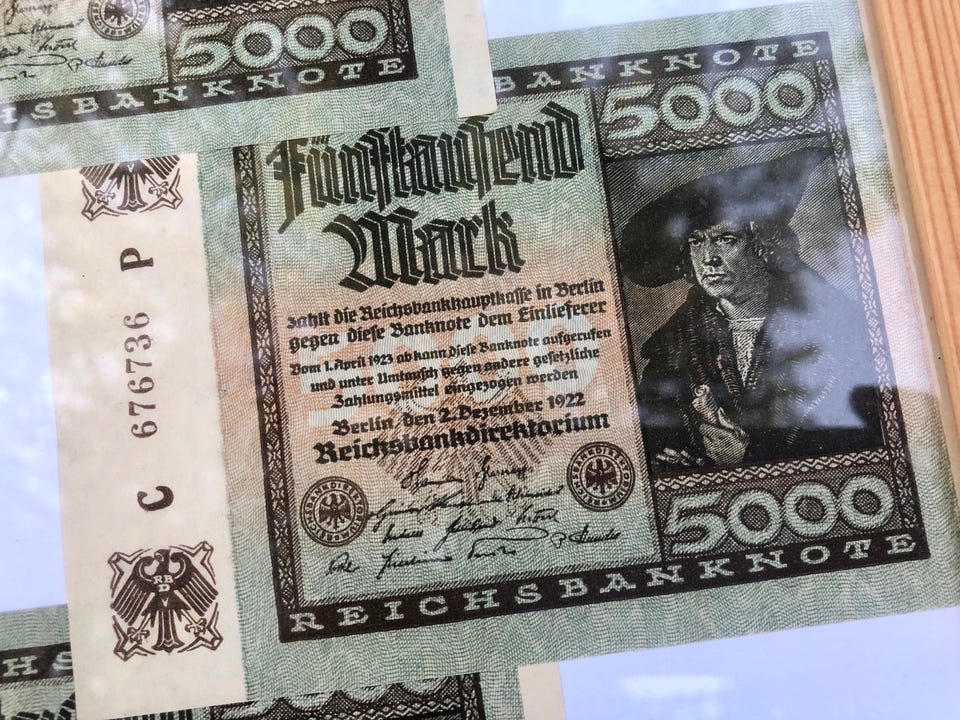 5000
REICHSBANKNOTE
BANKNOTE
5000
Fünftausend
Mark
zahlt die Reichsbankhauptkasse in Berlin
gegen diese Banknote dem Einlieferer
Vom 1. April 1923 ab kann diese Banknote aufgerufen
und unter Umtausch gegen andere gesetzliche
Zahlungsmittel eingezogen werden
Berlin, den 2. Dezember 1922
Reichsbankdirektorium
5000
REICHSBANKNOTE
C 676736 P
RBD